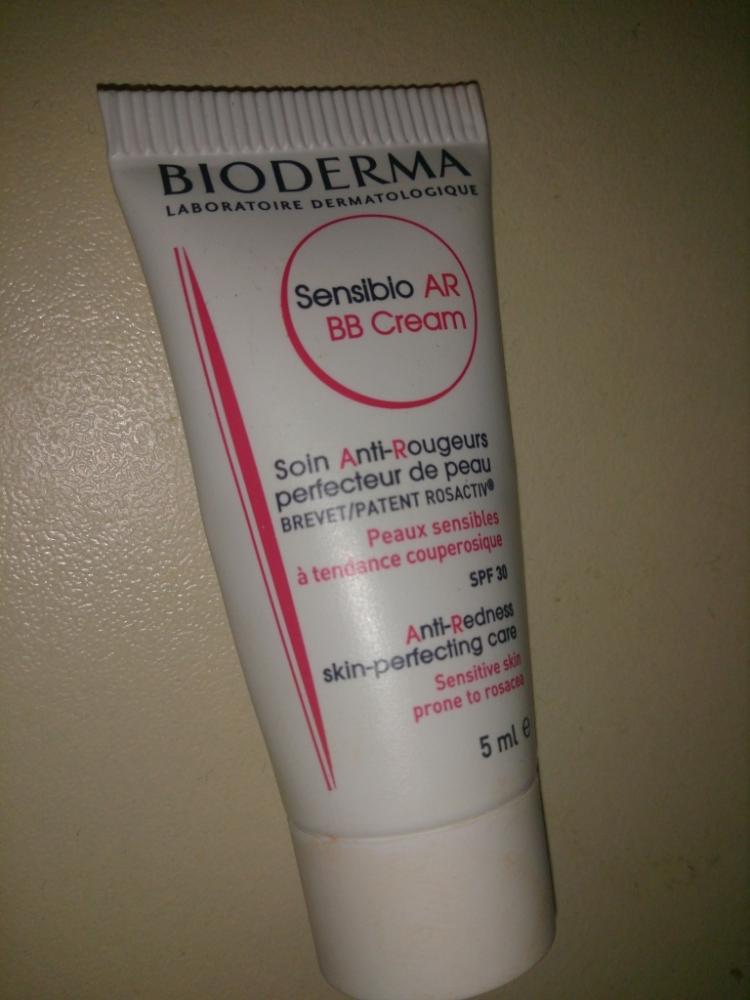 BIODERMA
LABORATOIRE DERMATOLOGIQUE
Sensibio AR
BB Cream
Soin Anti-Rougeurs
perfecteur de peau
BREVET/PATENT ROSACTIV®
Peaux sensibles
à tendance couperosique
SPF 30
Anti-Redness
skin-perfecting care
Sensitive skin
prone to rosacea
5 ml e